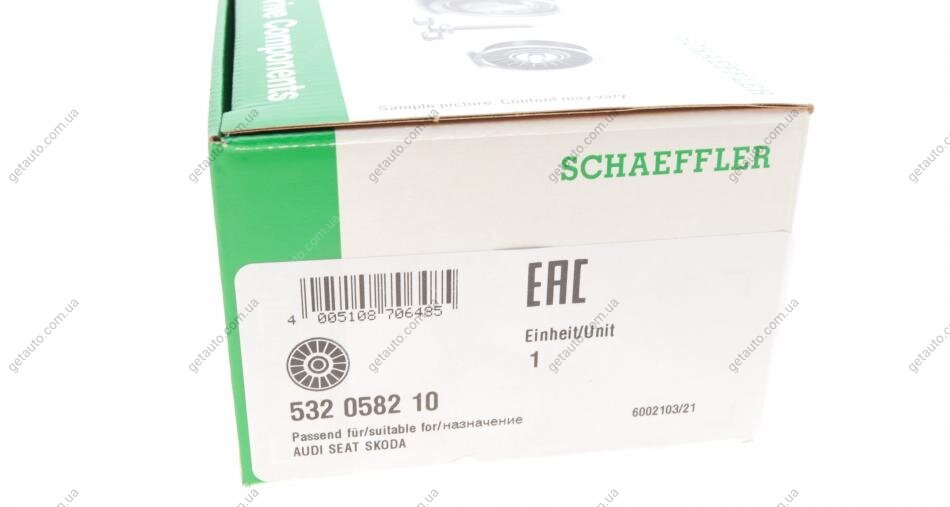 ine Components
Sample picture. Content may vary.
SCHAEFFLER
4 005108 706485
EAC
Einheit/Unit
1
532 0582 10
6002103/21
Passend für/suitable for/назначение
AUDI SEAT SKODA
getauto.com.ua